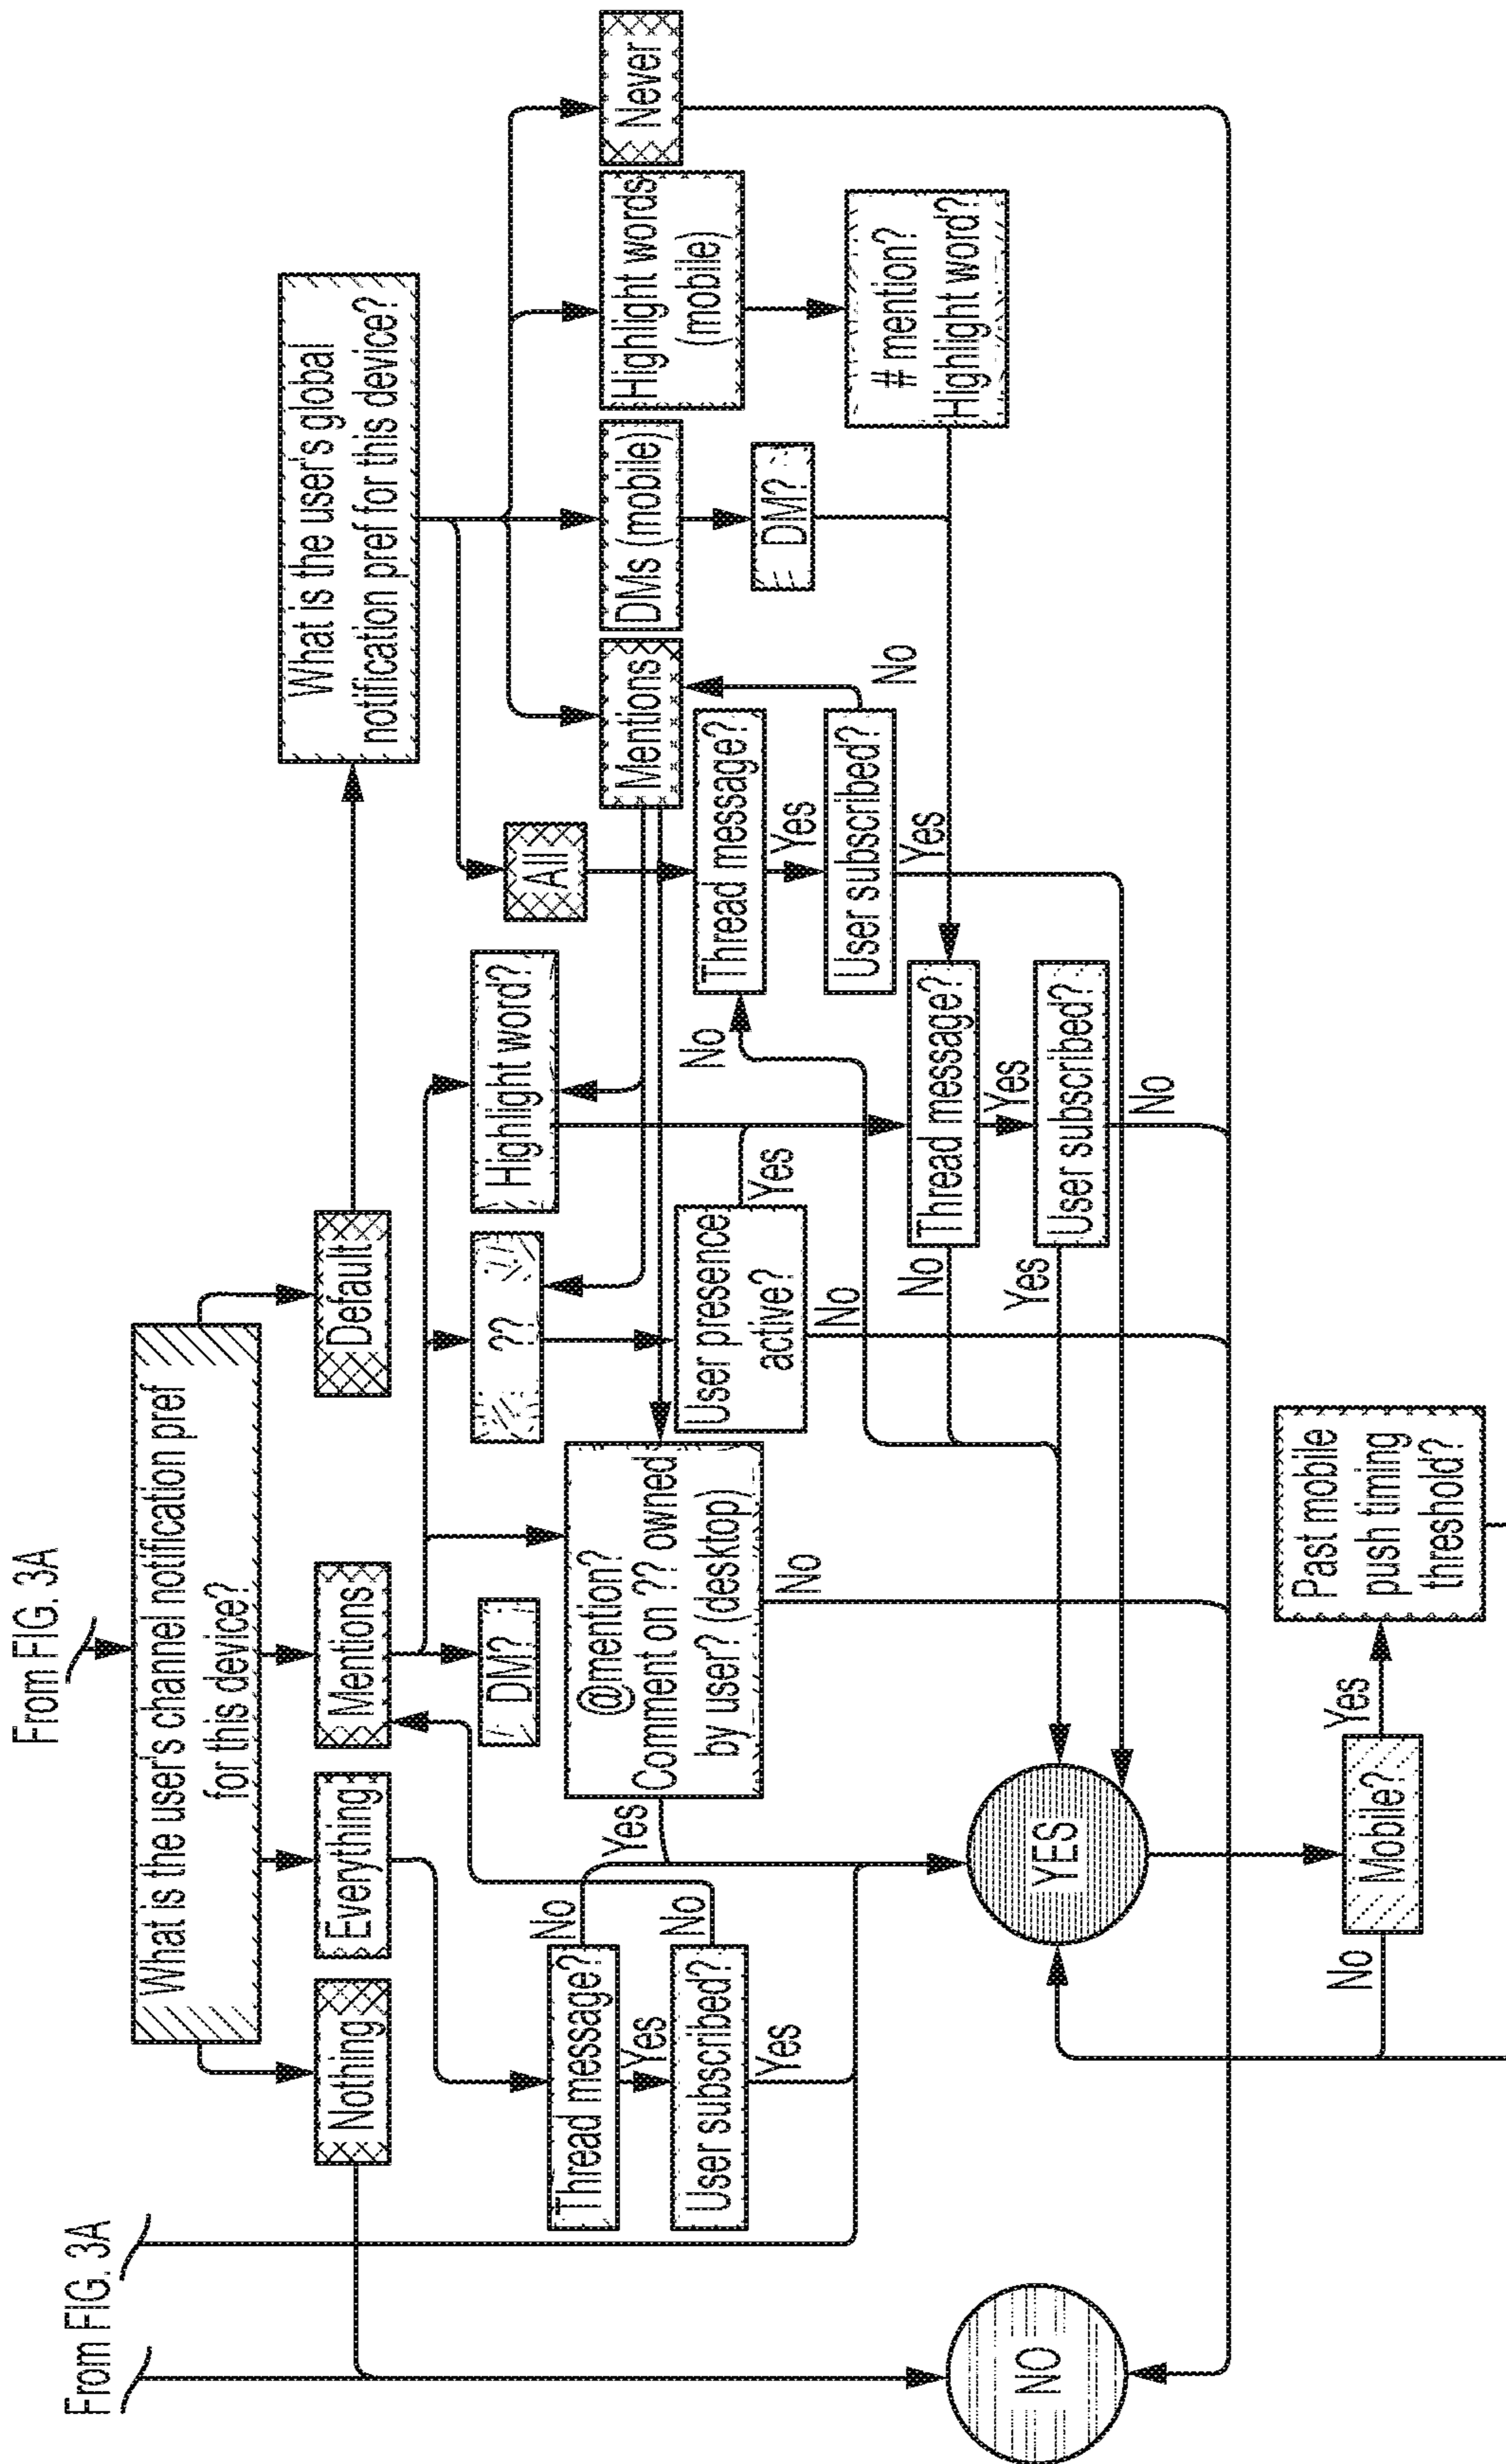 From FIG. 3A
From FIG. 3A
What is the user's channel notification pref
for this device?
Nothing
Everything
Mentions
Default
What is the user's global
notification pref for this device?
DM?
??
Highlight word?
All
Mentions
DMs (mobile)
Highlight words
(mobile)
Never
Thread message?
No
Yes
User subscribed?
No
Yes
@mention?
Comment on ?? owned
by user? (desktop)
Yes
No
User presence
active?
Yes
No
Thread message?
No
Yes
User subscribed?
No
Yes
DM?
# mention?
Highlight word?
Thread message?
No
Yes
User subscribed?
Yes
No
NO
YES
Mobile?
No
Yes
Past mobile
push timing
threshold?